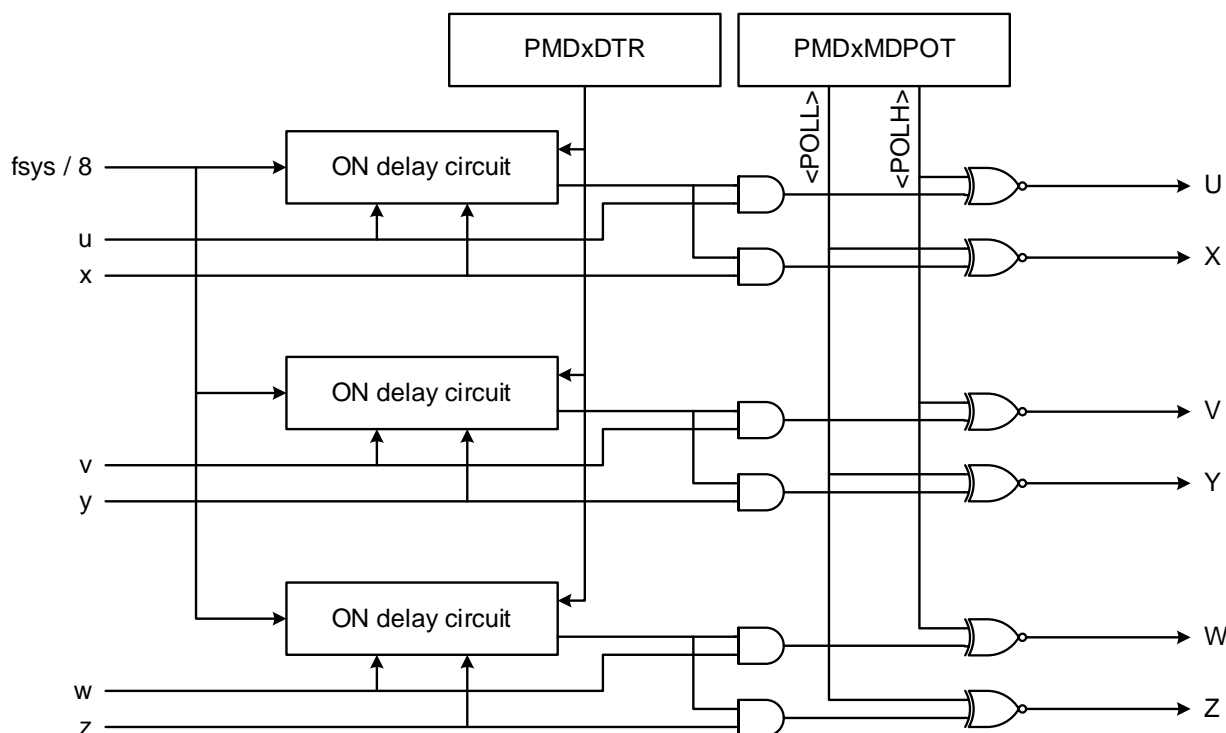 PMDxDTR
PMDxMDPOT
<POLL>
<POLH>
fsys / 8
ON delay circuit
U
u
X
x
ON delay circuit
V
v
Y
y
ON delay circuit
W
w
Z
z